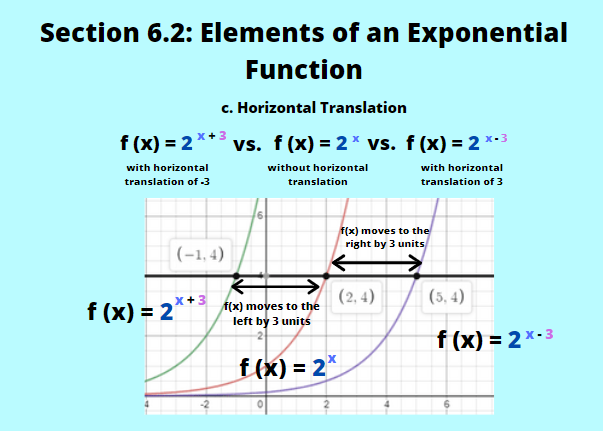 Section 6.2: Elements of an Exponential
Function
c. Horizontal Translation
f (x) = 2 x + 3 vs. f (x) = 2 x vs. f (x) = 2 x - 3
with horizontal translation of -3
without horizontal translation
with horizontal translation of 3
6
f(x) moves to the
right by 3 units
(-1, 4)
4
(2, 4)
(5, 4)
f (x) = 2 x + 3
f(x) moves to the
left by 3 units
2
f (x) = 2 x - 3
f (x) = 2 x
4 -2 0 2 4 6